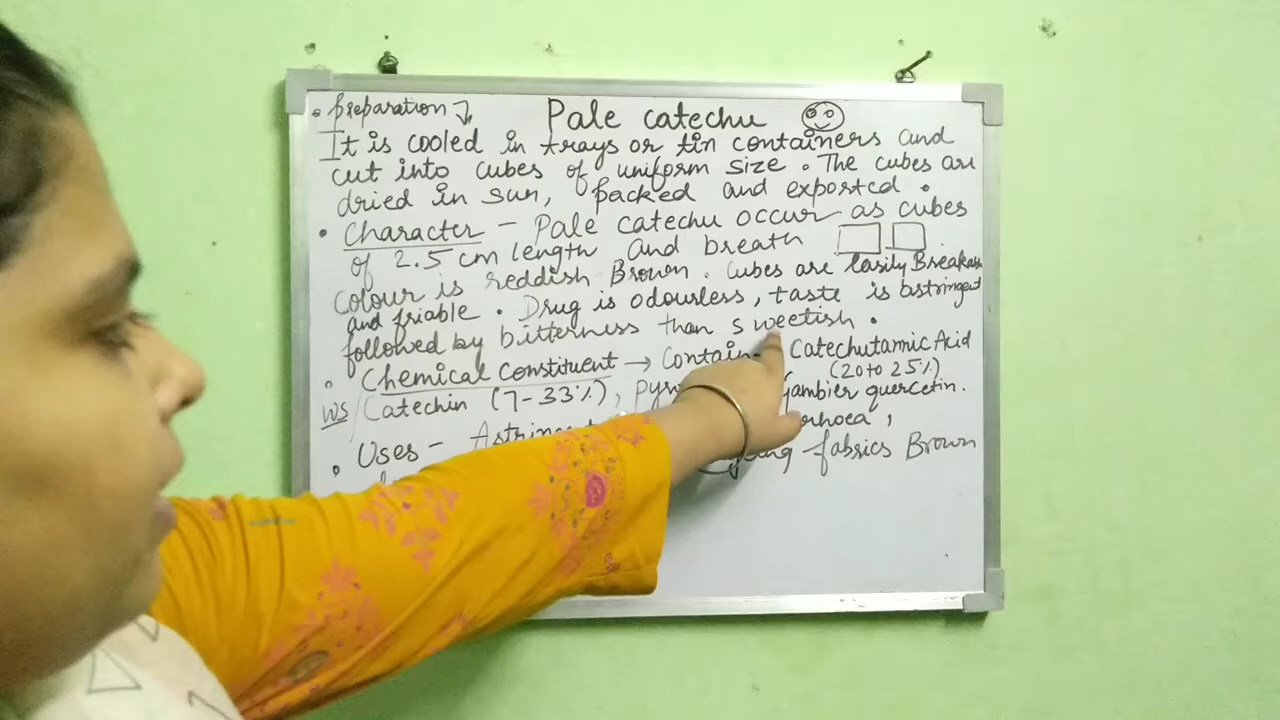 • Preparation ↓ Pale catechu
It is cooled in trays or tin containers and
cut into cubes of uniform size. The cubes are
dried in sun, packed and exported.
• Character - Pale catechu occur as cubes
of 2.5 cm length and breath
Colour is reddish Brown. Cubes are easily
and friable. Drug is odourless, taste is astringent
followed by bitterness than sweetish.
• Chemical constituent → Contain Catechutannic Acid
(20 to 25%)
Catechin (7-33%), Gambier quercetin.
• Uses - 
fabrics Brown